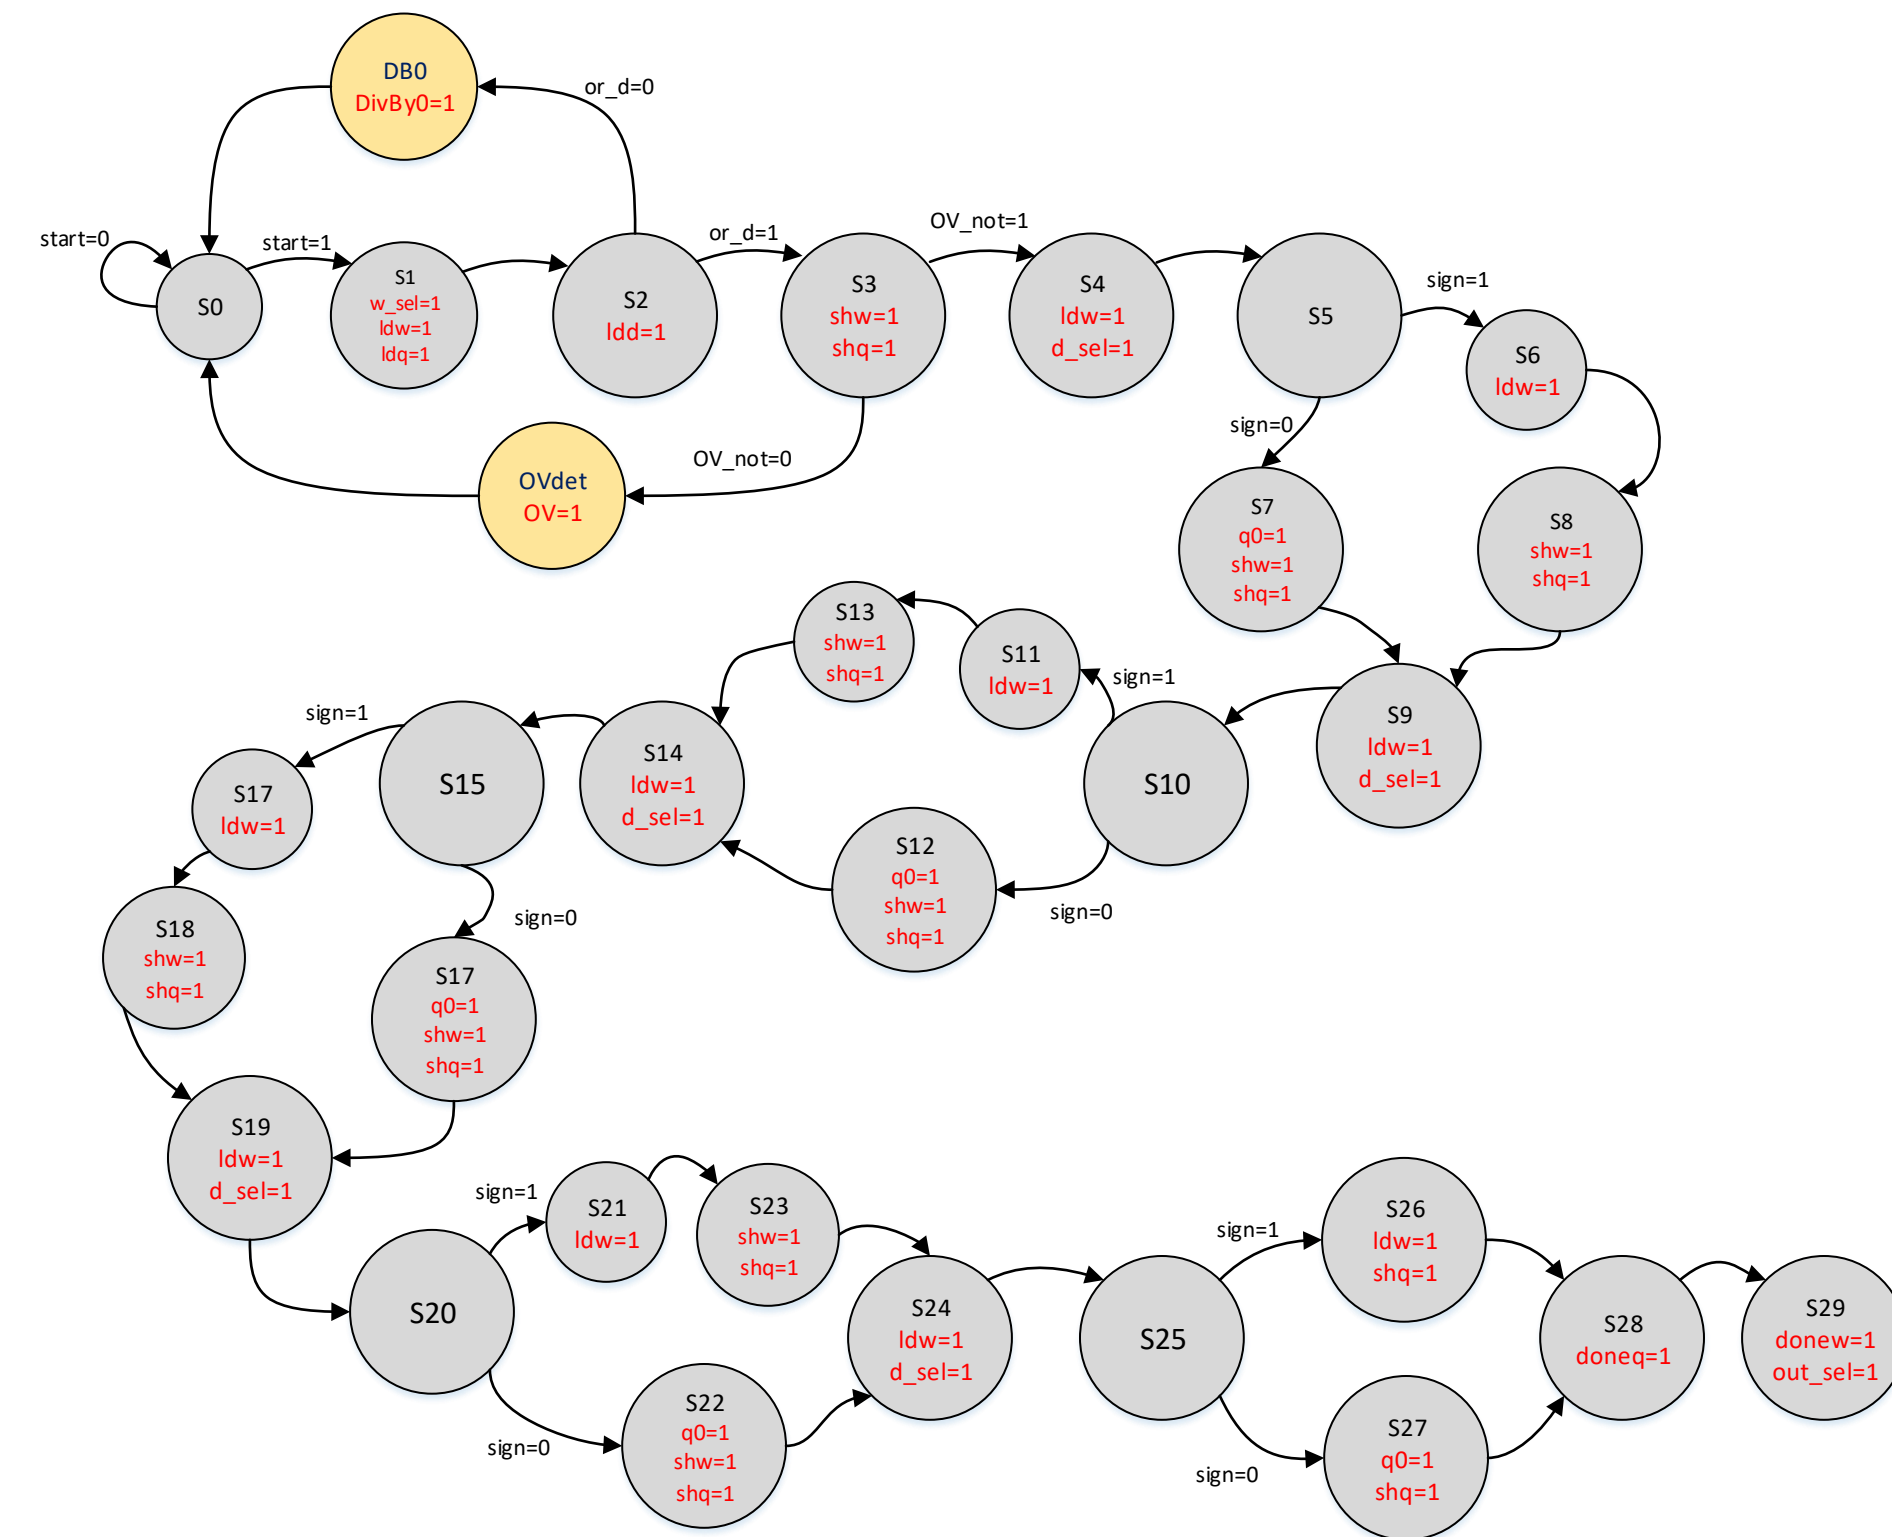 DB0
DivBy0=1
or_d=0
start=0
start=1
S0
S1
w_sel=1
ldw=1
ldq=1
S2
ldd=1
or_d=1
S3
shw=1
shq=1
OV_not=1
S4
ldw=1
d_sel=1
S5
sign=1
S6
ldw=1
sign=0
OV_not=0
OVdet
OV=1
S7
q0=1
shw=1
shq=1
S8
shw=1
shq=1
S9
ldw=1
d_sel=1
S10
sign=1
S11
ldw=1
S13
shw=1
shq=1
sign=0
S12
q0=1
shw=1
shq=1
S14
ldw=1
d_sel=1
S15
sign=1
S17
ldw=1
S18
shw=1
shq=1
sign=0
S17
q0=1
shw=1
shq=1
S19
ldw=1
d_sel=1
S20
sign=1
S21
ldw=1
S23
shw=1
shq=1
sign=0
S22
q0=1
shw=1
shq=1
S24
ldw=1
d_sel=1
S25
sign=1
S26
ldw=1
shq=1
sign=0
S27
q0=1
shq=1
S28
doneq=1
S29
donew=1
out_sel=1